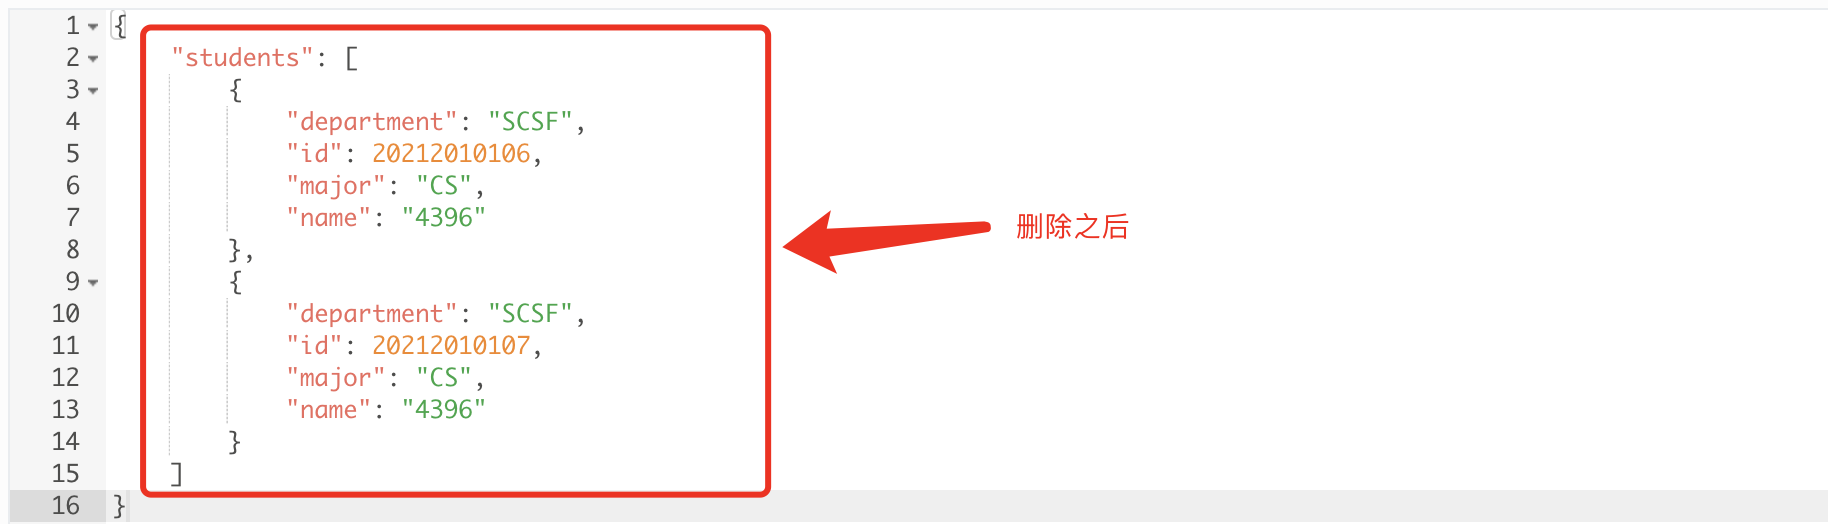 1 {
2 "students": [
3 {
4 "department": "SCSF",
5 "id": 20212010106,
6 "major": "CS",
7 "name": "4396"
删除之后
8 },
9 {
10 "department": "SCSF",
11 "id": 20212010107,
12 "major": "CS",
13 "name": "4396"
14 }
15 ]
16 }